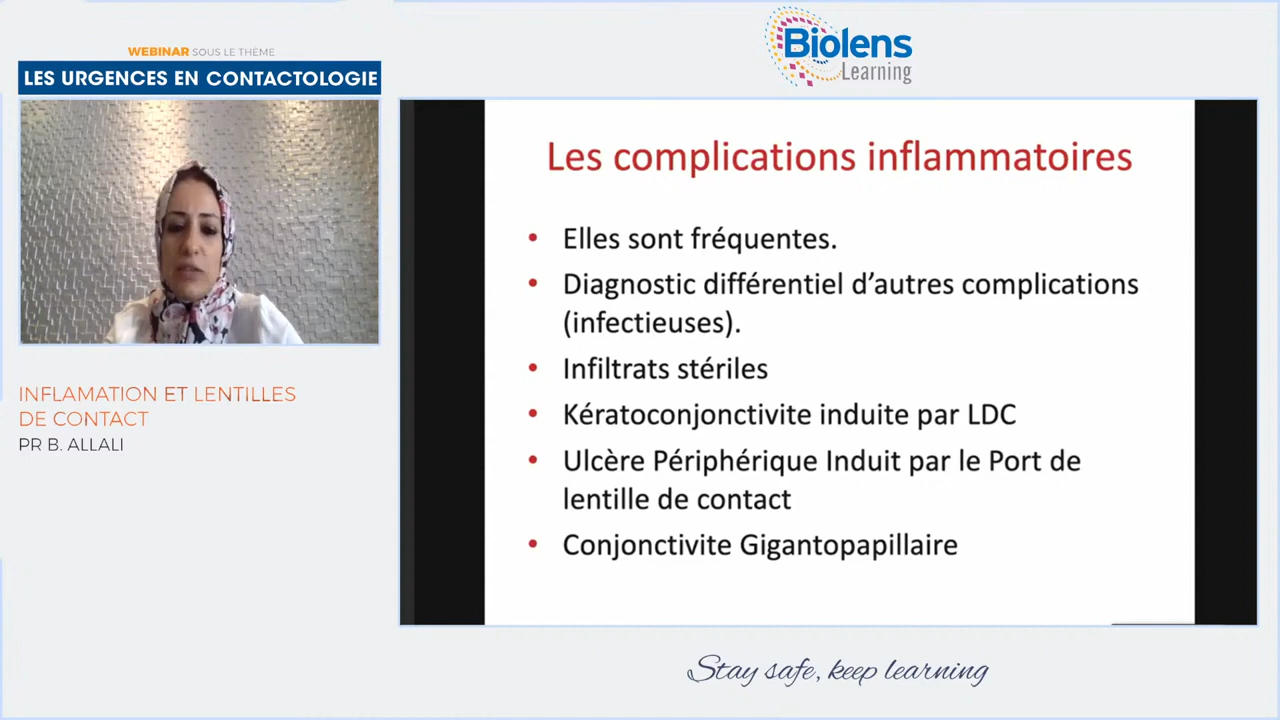 WEBINAR SOUS LE THÈME
LES URGENCES EN CONTACTOLOGIE
Biolens
Learning
INFLAMATION ET LENTILLES
DE CONTACT
PR B. ALLALI
Les complications inflammatoires
• Elles sont fréquentes.
• Diagnostic différentiel d’autres complications
(infectieuses).
• Infiltrats stériles
• Kératoconjonctivite induite par LDC
• Ulcère Périphérique Induit par le Port de
lentille de contact
• Conjonctivite Gigantopapillaire
Stay safe, keep learning